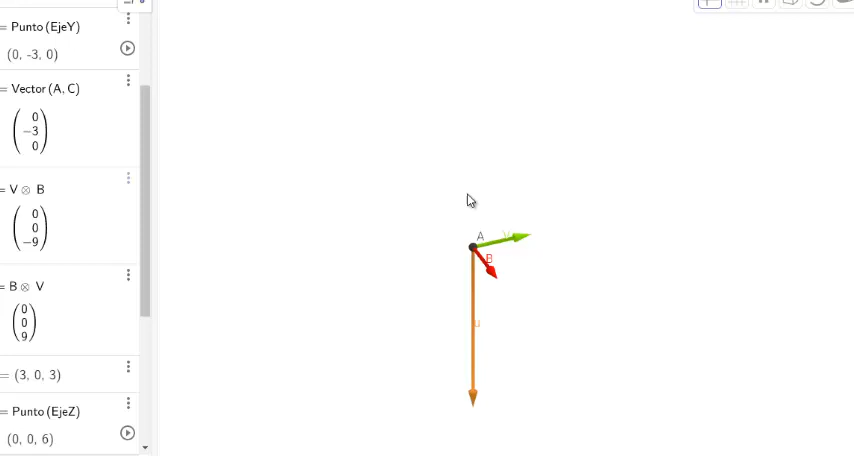 = Punto (EjeY)
(0, -3, 0)
= Vector (A, C)
0
−3
0
= V ⊗ B
0
0
−9
= B ⊗ V
0
0
9
= (3, 0, 3)
= Punto (EjeZ)
(0, 0, 6)
A
V
B
u